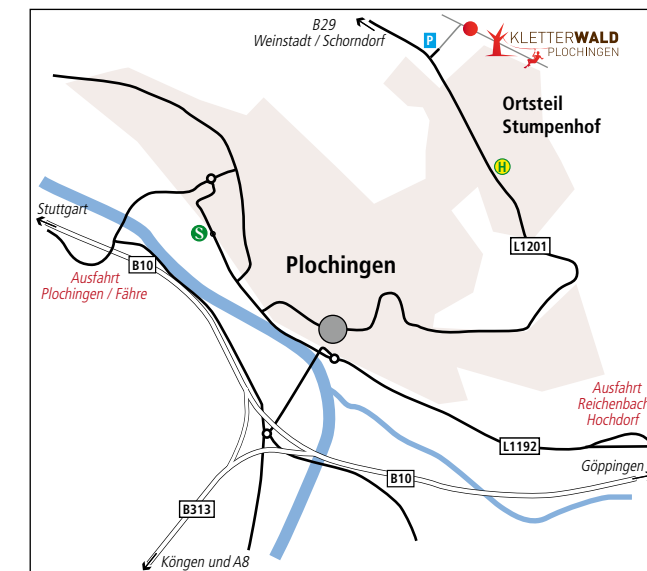 B29
Weinstadt / Schorndorf
P
KLETTERWALD
PLOCHINGEN
Ortsteil
Stumpenhof
H
Stuttgart
S
L1201
B10
Plochingen
Ausfahrt
Plochingen / Fähre
Ausfahrt
Reichenbach
Hochdorf
L1192
Göppingen
B10
B313
Köngen und A8